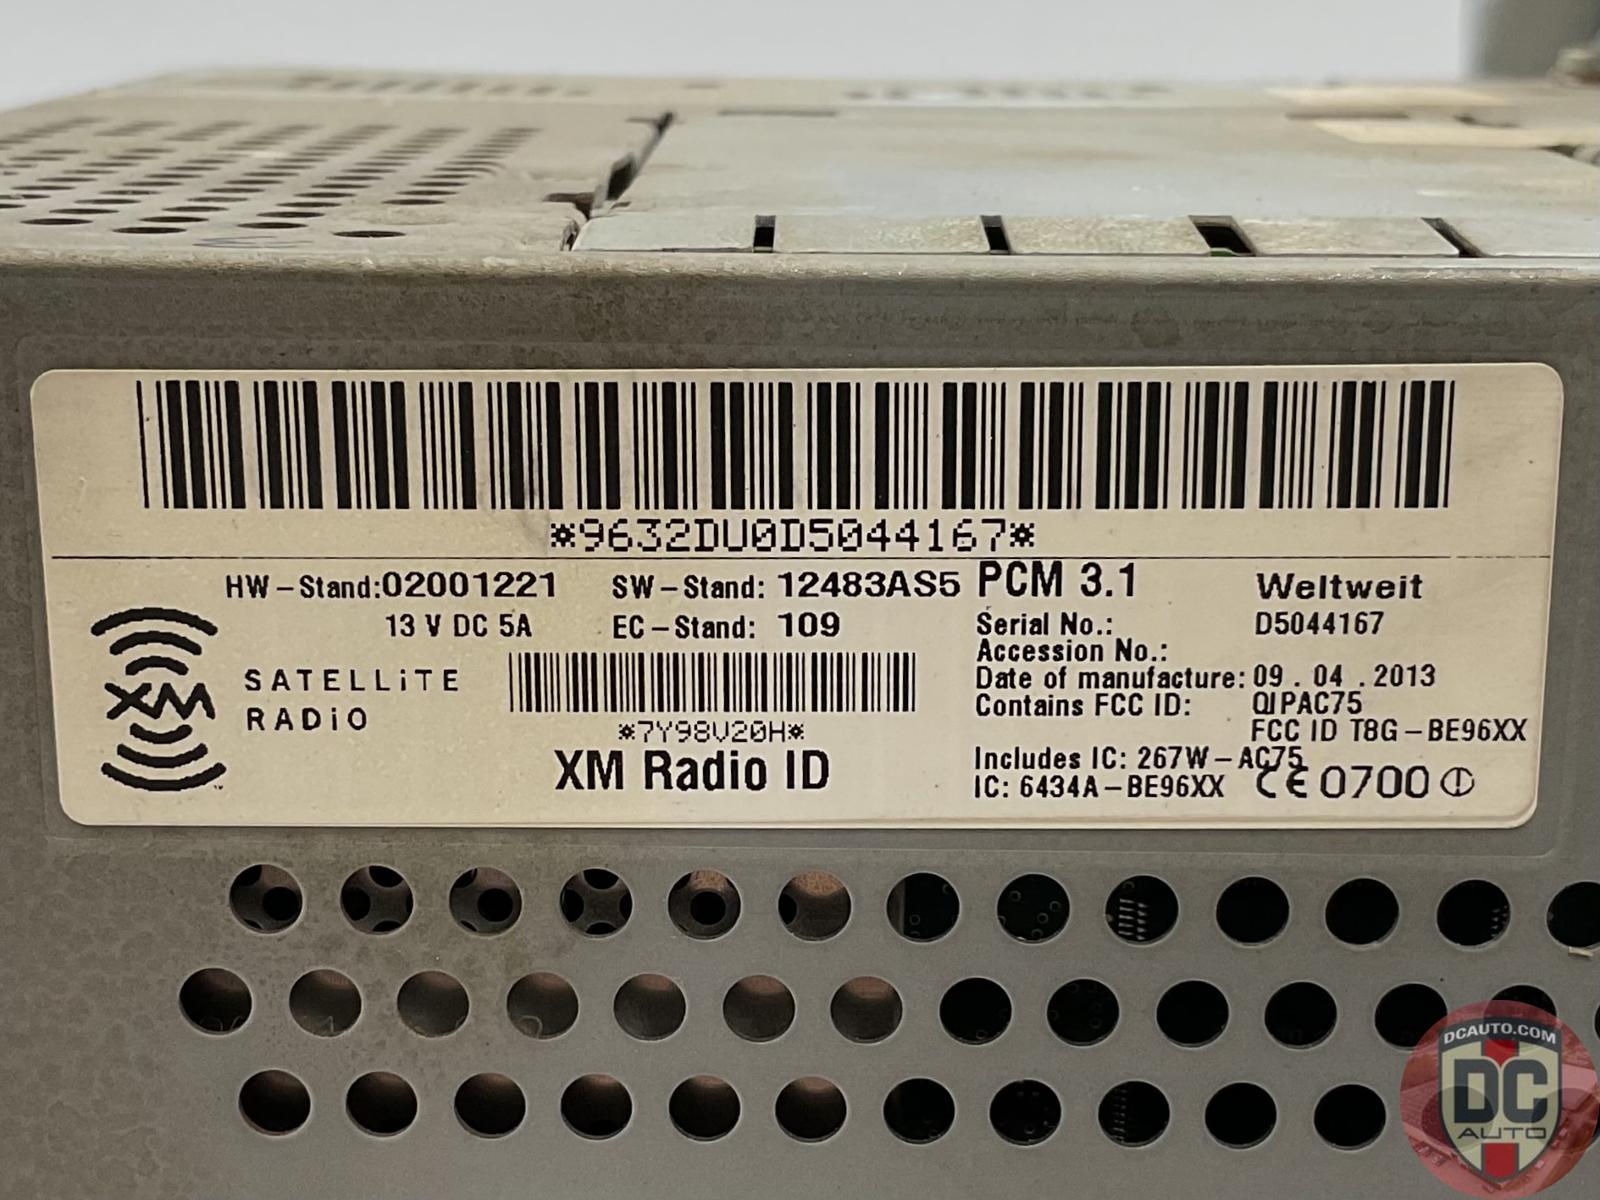 *9632DU0D5044167*
HW-Stand:02001221 SW-Stand: 12483AS5 PCM 3.1 Weltweit
13 V DC 5A EC-Stand: 109 Serial No.: D5044167
Accession No.:
Date of manufacture: 09.04.2013
Contains FCC ID: QIPAC75
FCC ID T8G-BE96XX
XM SATELLiTE
RADiO
*7Y98V20H*
XM Radio ID
Includes IC: 267W-AC75
IC: 6434A-BE96XX CE 0700
DCAUTO.COM
DC
AUTO